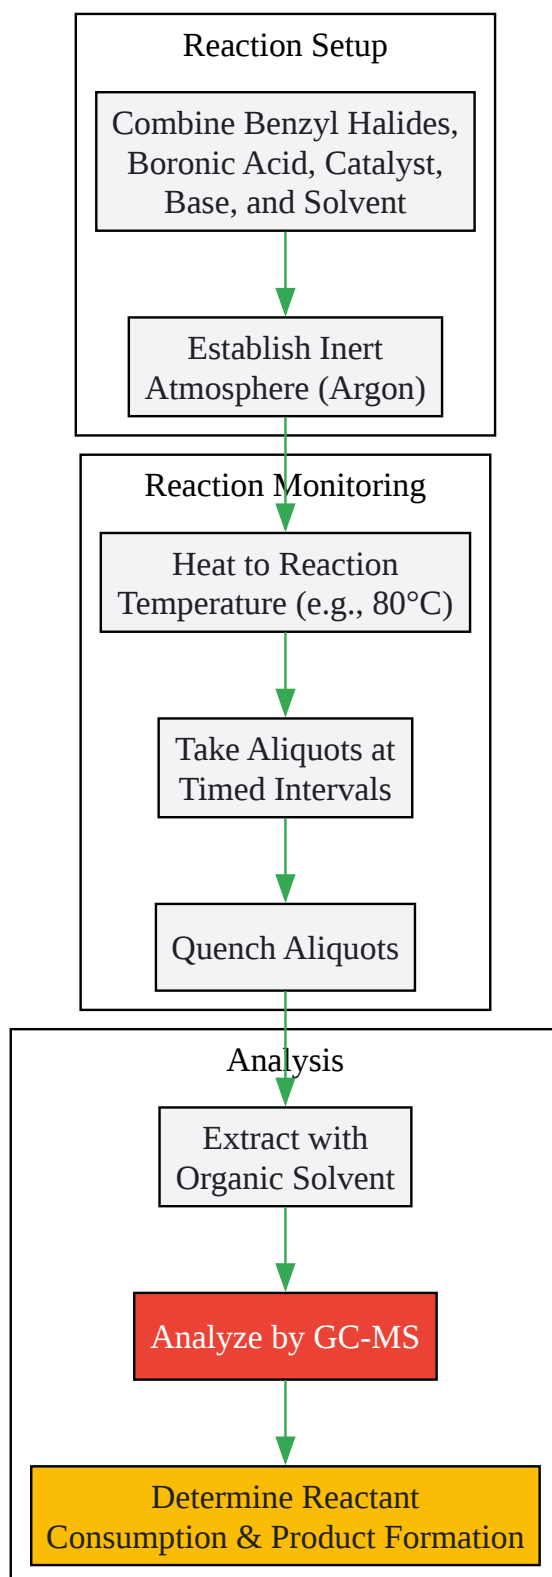 Reaction Setup
Combine Benzyl Halides,
Boronic Acid, Catalyst,
Base, and Solvent
Establish Inert
Atmosphere (Argon)
Reaction Monitoring
Heat to Reaction
Temperature (e.g., 80°C)
Take Aliquots at
Timed Intervals
Quench Aliquots
Analysis
Extract with
Organic Solvent
Analyze by GC-MS
Determine Reactant
Consumption & Product Formation